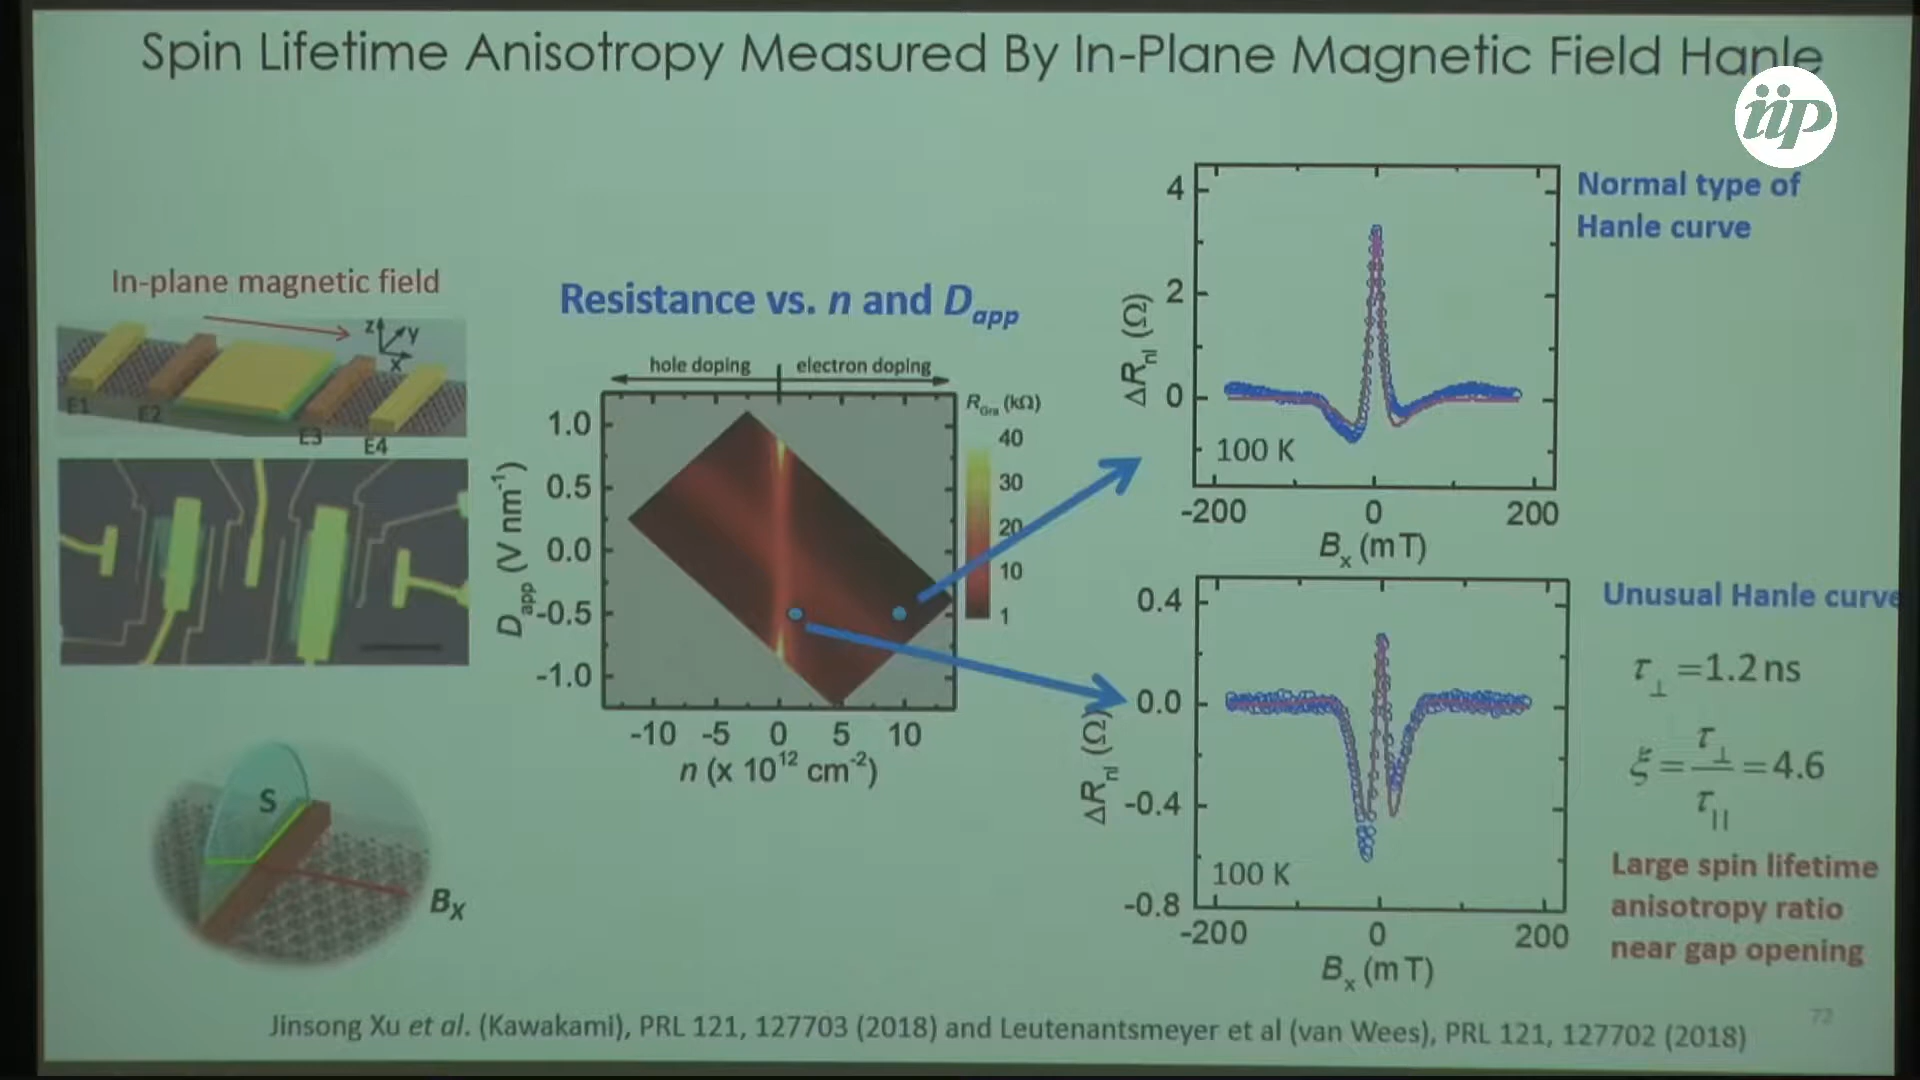 Spin Lifetime Anisotropy Measured By In-Plane Magnetic Field Hanle
iip
In-plane magnetic field
z
y
x
E1
E2
E3
E4
S
Bx
Resistance vs. n and Dapp
hole doping
electron doping
RGra (kΩ)
40
30
20
10
1
1.0
0.5
0.0
-0.5
-1.0
Dapp (V nm-1)
-10 -5 0 5 10
n (x 10^12 cm^-2)
4
2
0
ΔRnl (Ω)
100 K
-200 0 200
Bx (mT)
Normal type of
Hanle curve
0.4
0.0
-0.4
-0.8
ΔRnl (Ω)
100 K
-200 0 200
Bx (mT)
Unusual Hanle curve
τ⊥ =1.2 ns
ξ = τ⊥ / τ|| = 4.6
Large spin lifetime
anisotropy ratio
near gap opening
Jinsong Xu et al. (Kawakami), PRL 121, 127703 (2018) and Leutenantsmeyer et al (van Wees), PRL 121, 127702 (2018)
72